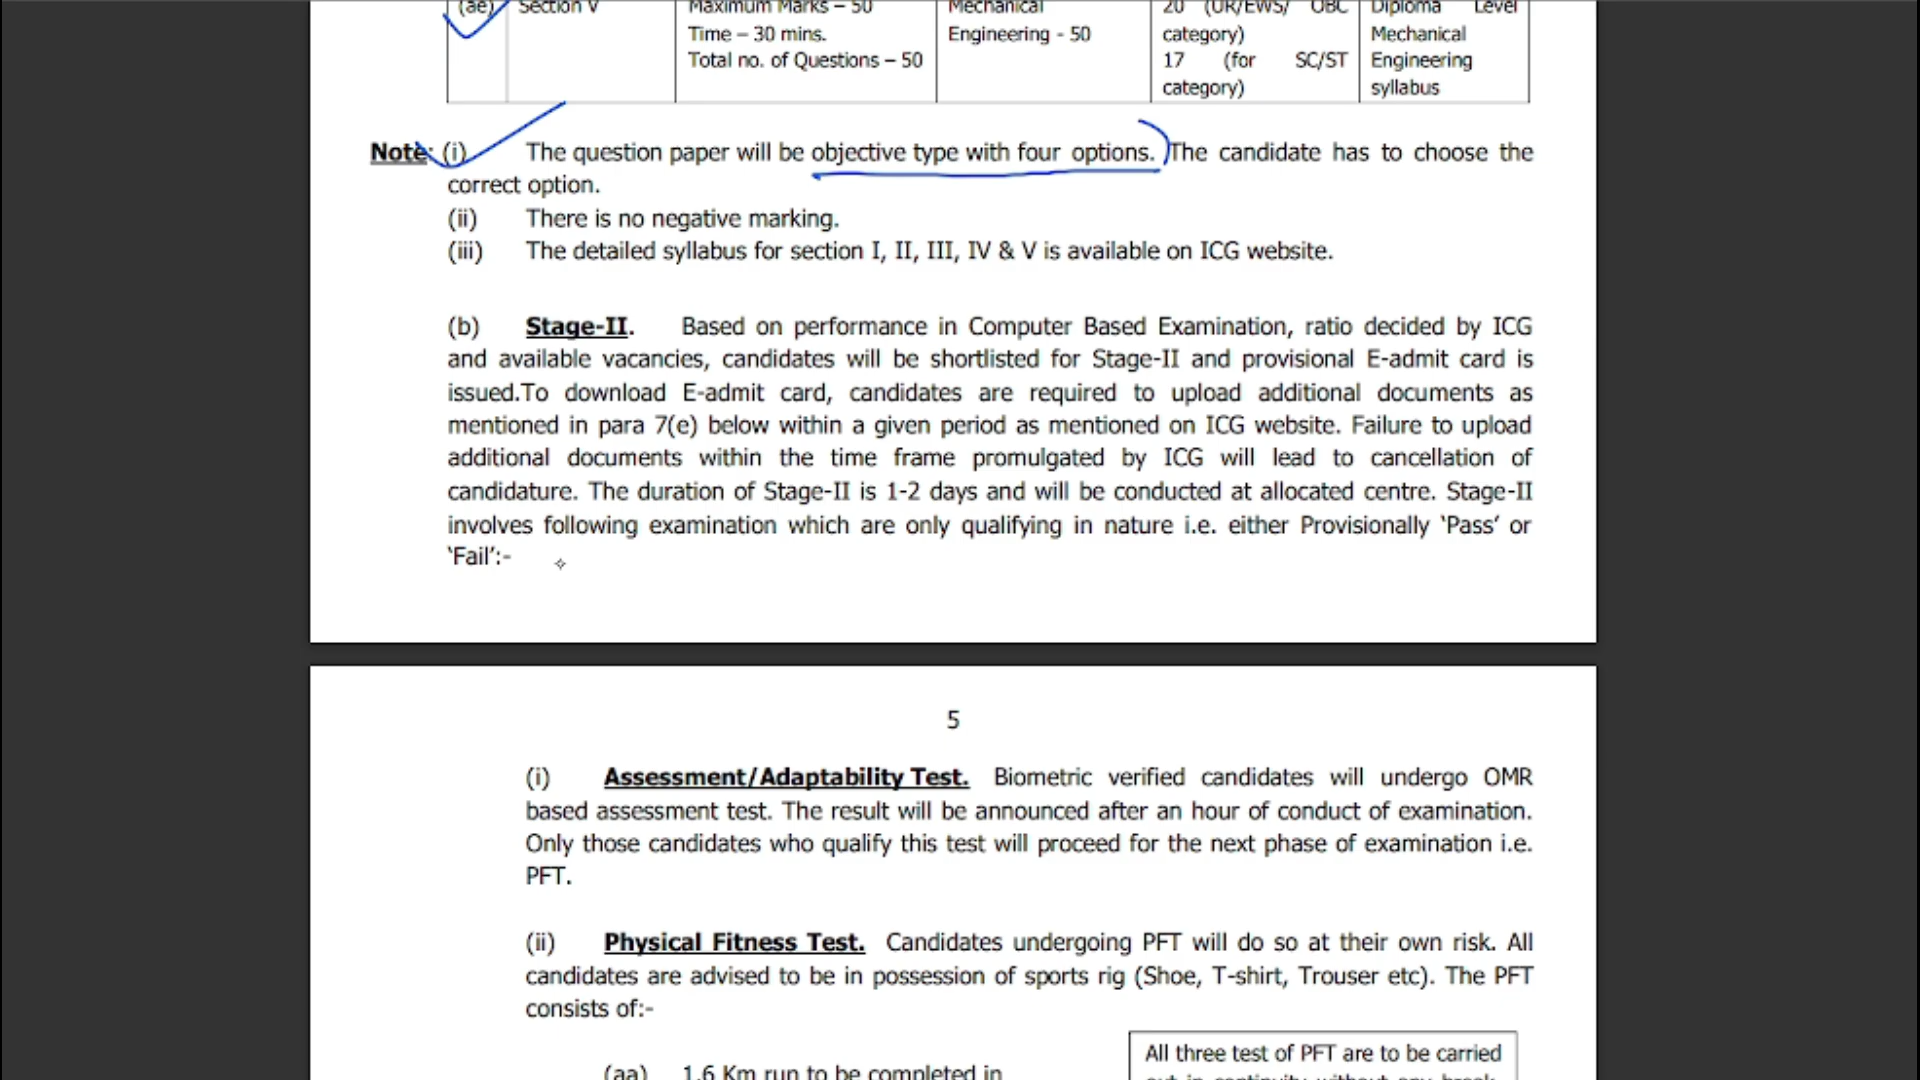 (ae) Section V Maximum Marks – 50 Mechanical 20 (UR/EWS/ OBC Diploma Level
Time – 30 mins. Engineering - 50 category) Mechanical
Total no. of Questions – 50 17 (for SC/ST Engineering
category) syllabus
Note: (i) The question paper will be objective type with four options. The candidate has to choose the
correct option.
(ii) There is no negative marking.
(iii) The detailed syllabus for section I, II, III, IV & V is available on ICG website.
(b) Stage-II. Based on performance in Computer Based Examination, ratio decided by ICG
and available vacancies, candidates will be shortlisted for Stage-II and provisional E-admit card is
issued.To download E-admit card, candidates are required to upload additional documents as
mentioned in para 7(e) below within a given period as mentioned on ICG website. Failure to upload
additional documents within the time frame promulgated by ICG will lead to cancellation of
candidature. The duration of Stage-II is 1-2 days and will be conducted at allocated centre. Stage-II
involves following examination which are only qualifying in nature i.e. either Provisionally ‘Pass’ or
‘Fail’:-
5
(i) Assessment/Adaptability Test. Biometric verified candidates will undergo OMR
based assessment test. The result will be announced after an hour of conduct of examination.
Only those candidates who qualify this test will proceed for the next phase of examination i.e.
PFT.
(ii) Physical Fitness Test. Candidates undergoing PFT will do so at their own risk. All
candidates are advised to be in possession of sports rig (Shoe, T-shirt, Trouser etc). The PFT
consists of:-
All three test of PFT are to be carried
(aa) 1.6 Km run to be completed in
out in continuity without any break